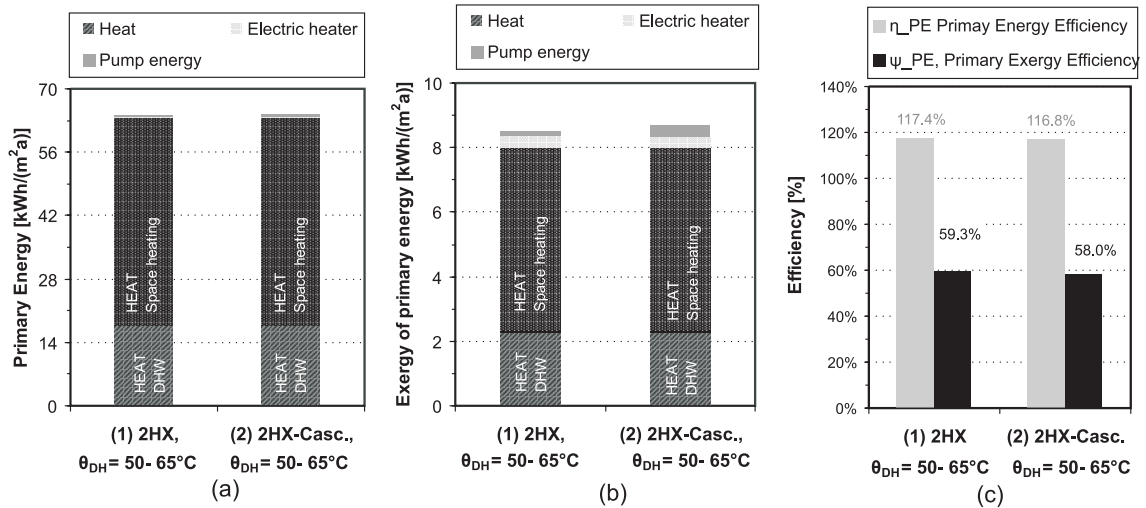 Heat
Electric heater
Pump energy
Primary Energy [kWh/(m²a)]
70
56
42
28
14
0
HEAT
Space heating
HEAT
DHW
HEAT
Space heating
HEAT
DHW
(1) 2HX,
θDH = 50- 65°C
(2) 2HX-Casc.,
θDH = 50- 65°C
(a)
Heat
Electric heater
Pump energy
Exergy of primary energy [kWh/(m²a)]
10
8
6
4
2
0
HEAT
Space heating
HEAT
DHW
HEAT
Space heating
HEAT
DHW
(1) 2HX,
θDH = 50- 65°C
(2) 2HX-Casc.,
θDH = 50- 65°C
(b)
η_PE Primay Energy Efficiency
ψ_PE, Primary Exergy Efficiency
Efficiency [%]
140%
120%
100%
80%
60%
40%
20%
0%
117.4%
59.3%
116.8%
58.0%
(1) 2HX
θDH = 50- 65°C
(2) 2HX-Casc.
θDH = 50- 65°C
(c)